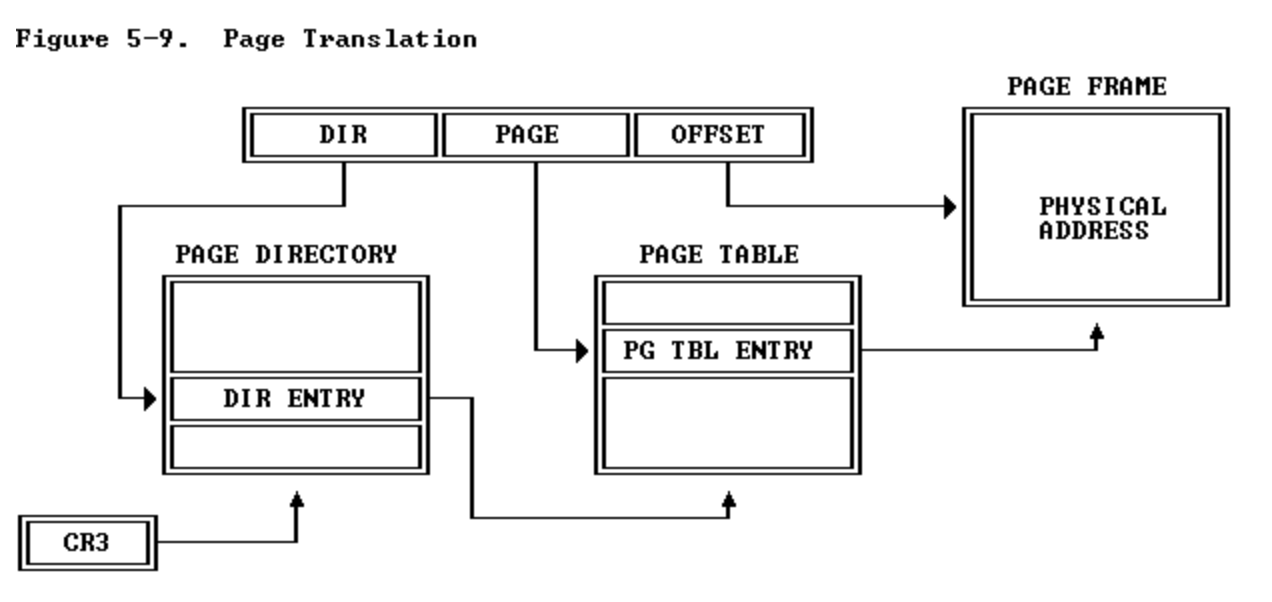 Figure 5-9.  Page Translation
PAGE FRAME
DIR
PAGE
OFFSET
PHYSICAL
ADDRESS
PAGE DIRECTORY
PAGE TABLE
PG TBL ENTRY
DIR ENTRY
CR3